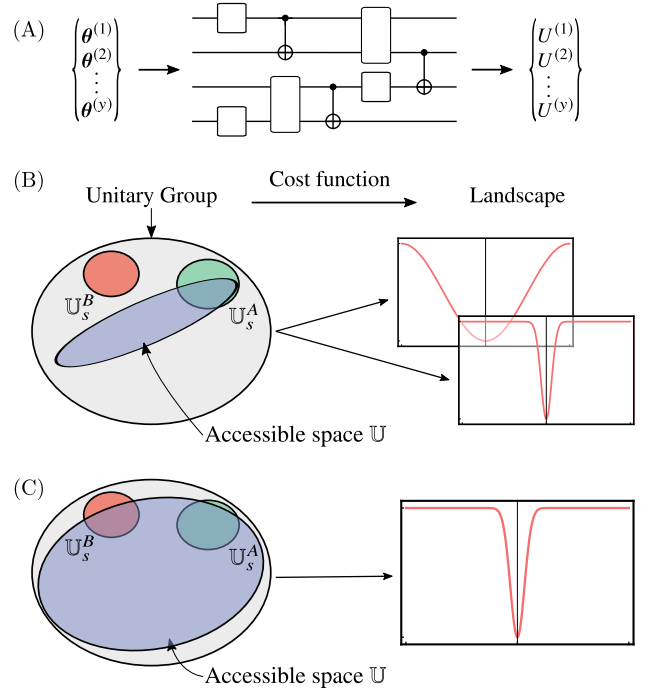 (A)
θ⁽¹⁾
θ⁽²⁾
⋮
θ⁽ʸ⁾
U⁽¹⁾
U⁽²⁾
⋮
U⁽ʸ⁾
(B)
Unitary Group
Cost function
Landscape
𝕌ₛᴮ
𝕌ₛᴬ
Accessible space 𝕌
(C)
𝕌ₛᴮ
𝕌ₛᴬ
Accessible space 𝕌